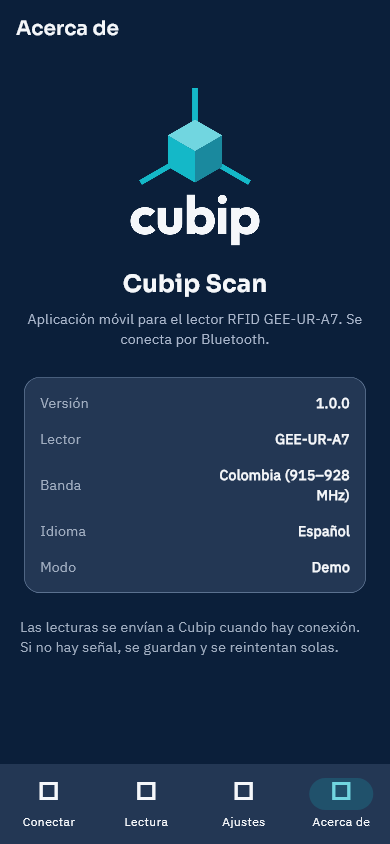 Acerca de
cubip
Cubip Scan
Aplicación móvil para el lector RFID GEE-UR-A7. Se
conecta por Bluetooth.
Versión 1.0.0
Lector GEE-UR-A7
Banda Colombia (915–928
MHz)
Idioma Español
Modo Demo
Las lecturas se envían a Cubip cuando hay conexión.
Si no hay señal, se guardan y se reintentan solas.
Conectar Lectura Ajustes Acerca de